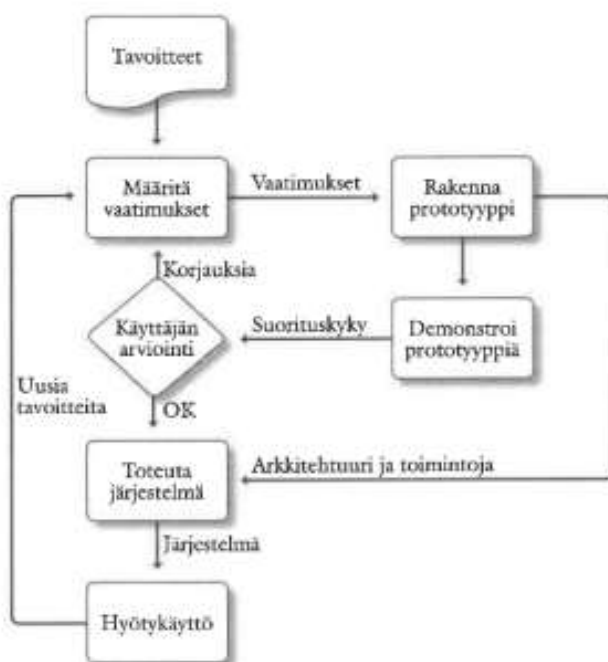 Tavoitteet
Määritä
vaatimukset
Vaatimukset
Rakenna
prototyyppi
Korjauksia
Käyttäjän
arviointi
Suorituskyky
Demonstroi
prototyyppiä
Uusia
tavoitteita
OK
Toteuta
järjestelmä
Arkkitehtuuri ja toimintoja
Järjestelmä
Hyötykäyttö